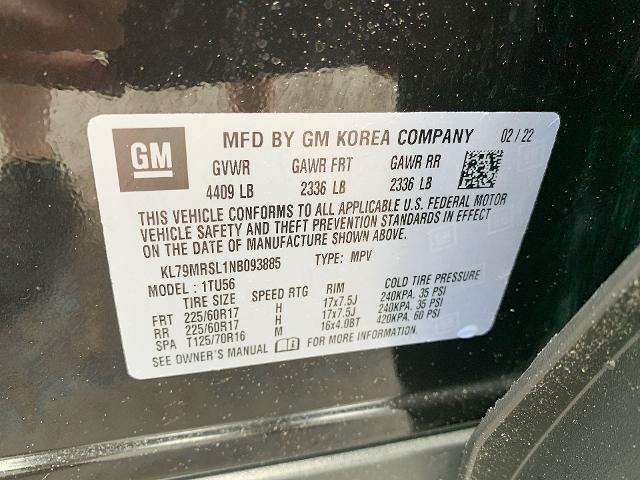 GM MFD BY GM KOREA COMPANY 02 / 22
GVWR GAWR FRT GAWR RR
4409 LB 2336 LB 2336 LB
THIS VEHICLE CONFORMS TO ALL APPLICABLE U.S. FEDERAL MOTOR
VEHICLE SAFETY AND THEFT PREVENTION STANDARDS IN EFFECT
ON THE DATE OF MANUFACTURE SHOWN ABOVE.
KL79MRSL1NB093885 TYPE: MPV
MODEL: 1TU56
TIRE SIZE SPEED RTG RIM COLD TIRE PRESSURE
FRT 225/60R17 H 17x7.5J 240KPA, 35 PSI
RR 225/60R17 H 17x7.5J 240KPA, 35 PSI
SPA T125/70R16 M 16x4.0BT 420KPA, 60 PSI
SEE OWNER'S MANUAL FOR MORE INFORMATION.